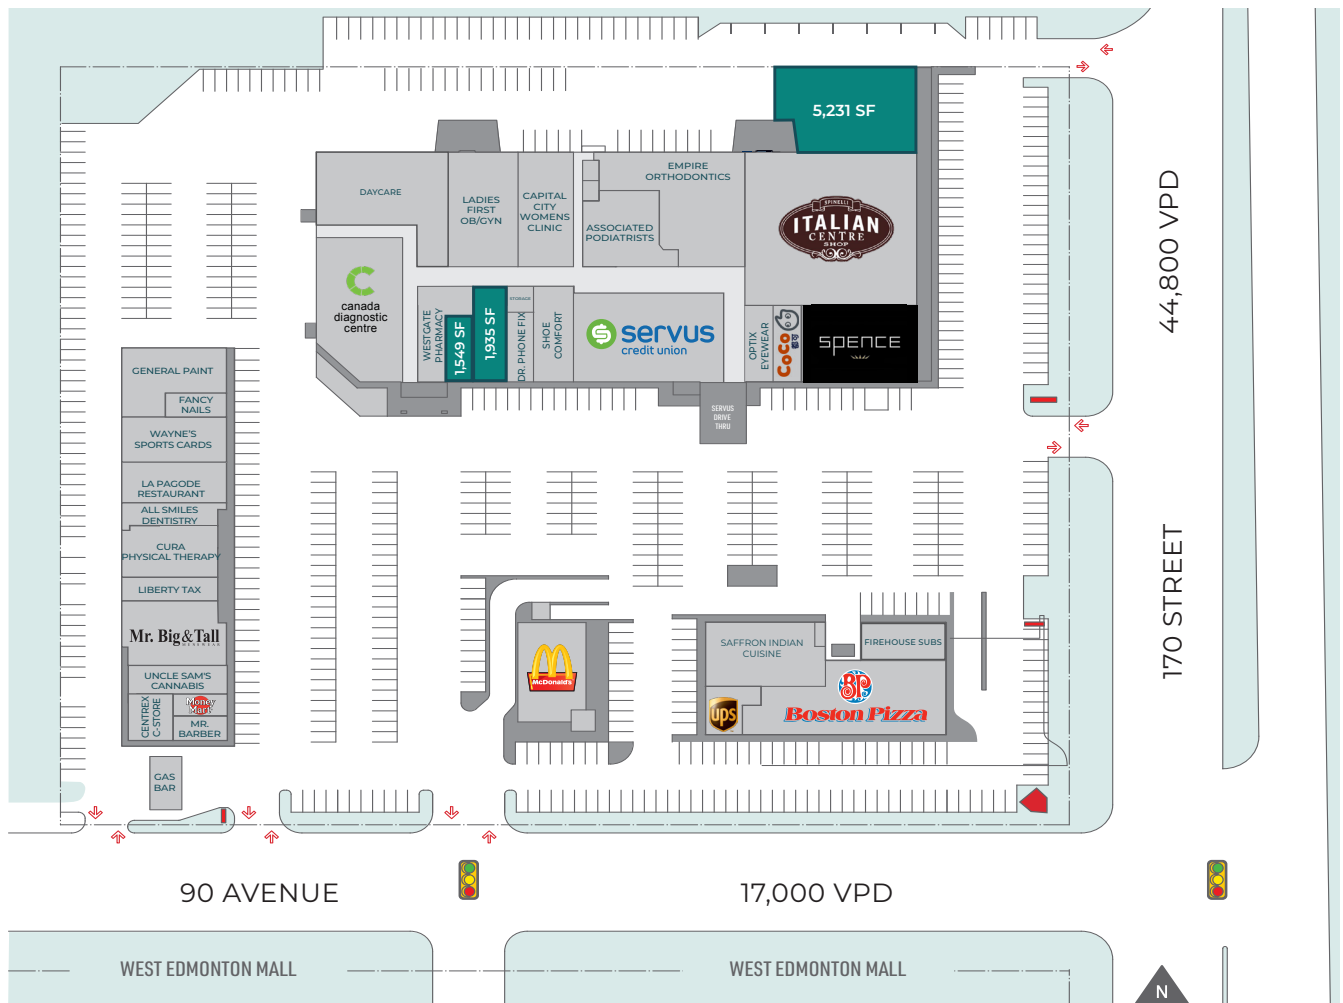 5,231 SF
EMPIRE
ORTHODONTICS
DAYCARE
LADIES
FIRST
OB/GYN
CAPITAL
CITY
WOMENS
CLINIC
ASSOCIATED
PODIATRISTS
SPINELLI
ITALIAN
CENTRE
SHOP
44,800 VPD
canada
diagnostic
centre
WESTGATE
PHARMACY
1,549 SF
1,935 SF
STORAGE
DR. PHONE FIX
SHOE
COMFORT
servus
credit union
OPTIX
EYEWEAR
CoCo
SPENCE
SERVUS
DRIVE
THRU
GENERAL PAINT
FANCY
NAILS
WAYNE'S
SPORTS CARDS
LA PAGODE
RESTAURANT
ALL SMILES
DENTISTRY
CURA
PHYSICAL THERAPY
LIBERTY TAX
Mr. Big&Tall
MENSWEAR
UNCLE SAM'S
CANNABIS
CENTREX
C-STORE
Money
Mart
MR.
BARBER
GAS
BAR
McDonald's
SAFFRON INDIAN
CUISINE
FIREHOUSE SUBS
ups
BP
Boston Pizza
170 STREET
90 AVENUE
17,000 VPD
WEST EDMONTON MALL
WEST EDMONTON MALL
N